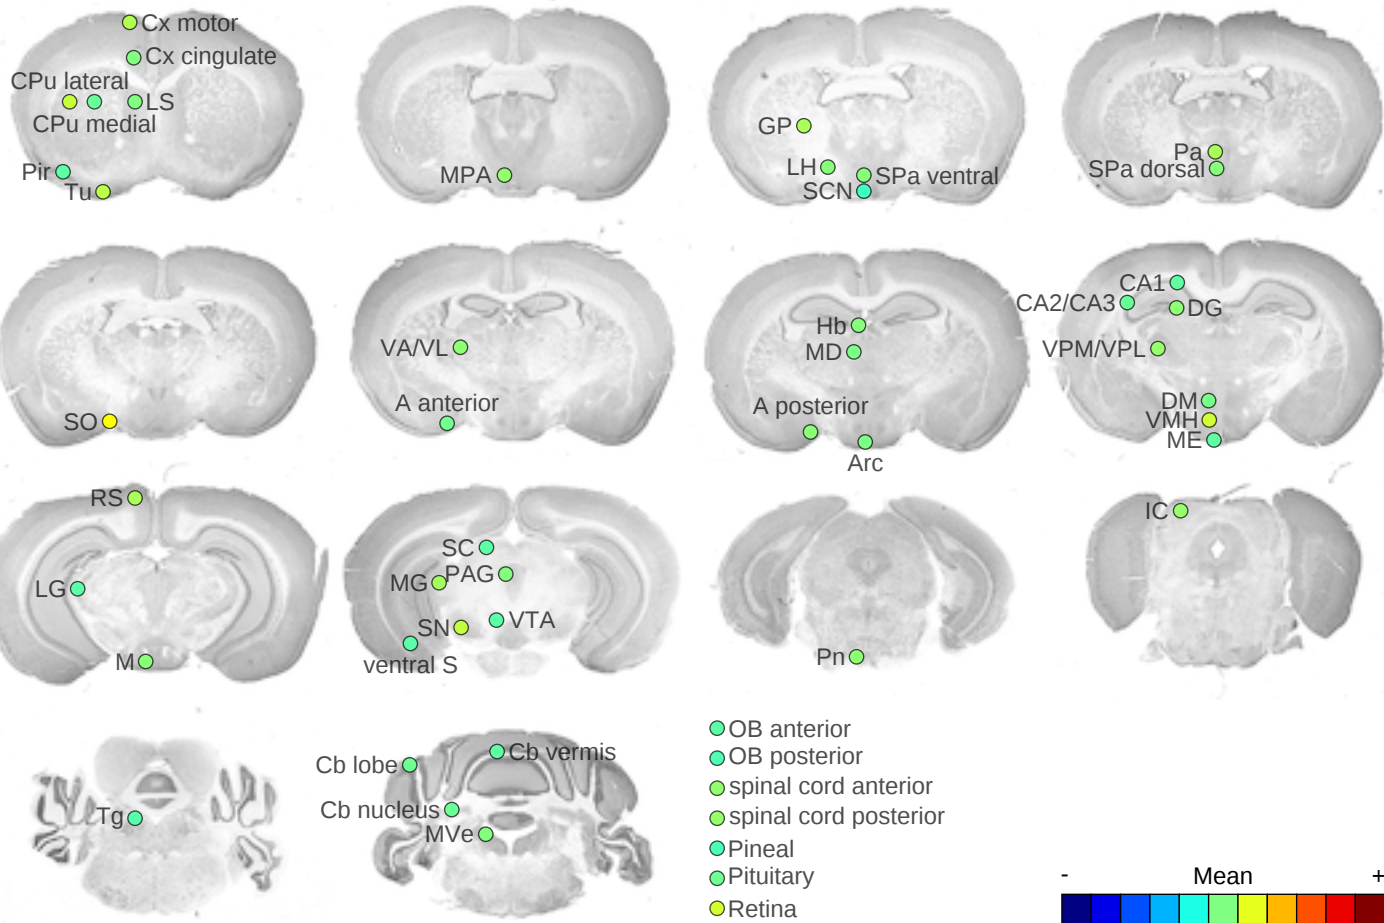 Cx motor
Cx cingulate
CPu lateral
LS
CPu medial
Pir
Tu
MPA
GP
LH
SPa ventral
SCN
Pa
SPa dorsal
SO
VA/VL
A anterior
Hb
MD
A posterior
Arc
CA1
CA2/CA3
DG
VPM/VPL
DM
VMH
ME
RS
LG
M
SC
PAG
MG
SN
VTA
ventral S
Pn
IC
Tg
Cb vermis
Cb lobe
Cb nucleus
MVe
OB anterior
OB posterior
spinal cord anterior
spinal cord posterior
Pineal
Pituitary
Retina
- Mean +